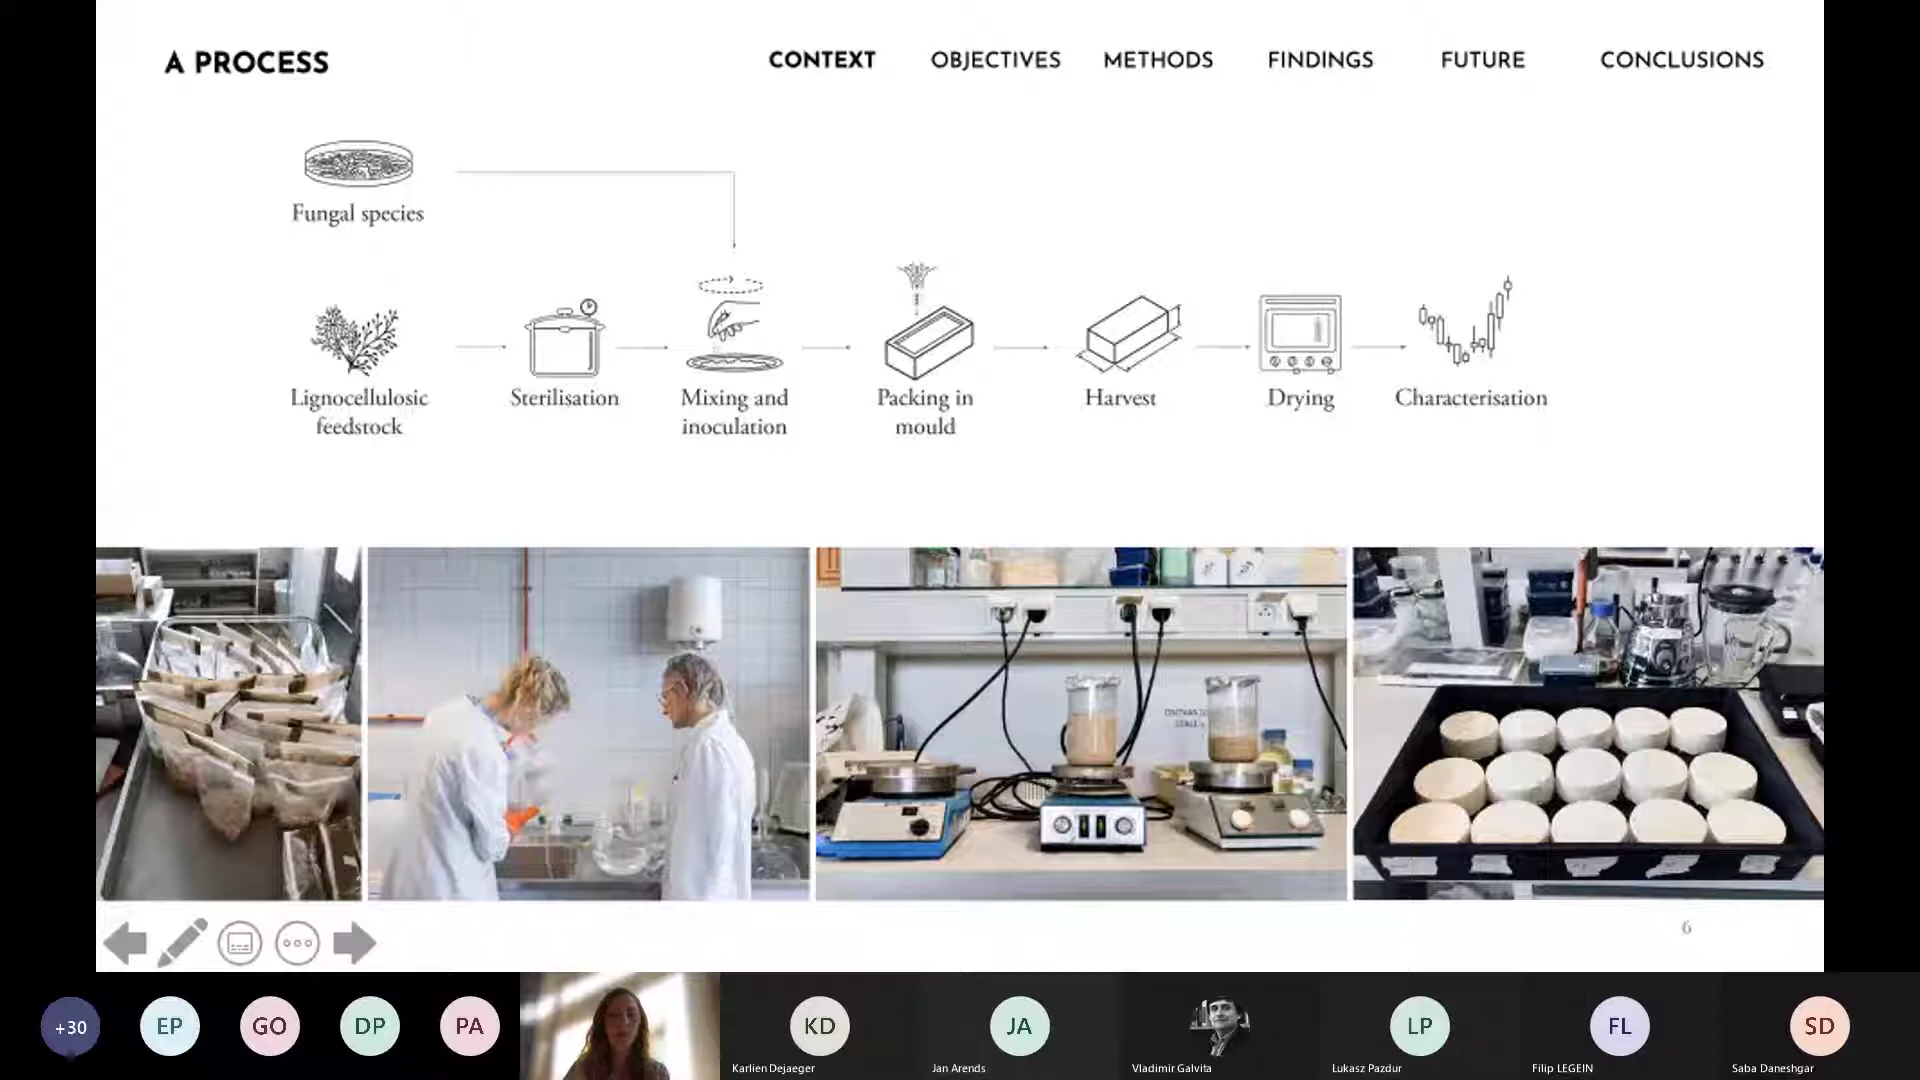 A PROCESS
CONTEXT
OBJECTIVES
METHODS
FINDINGS
FUTURE
CONCLUSIONS
Fungal species
Lignocellulosic
feedstock
Sterilisation
Mixing and
inoculation
Packing in
mould
Harvest
Drying
Characterisation
6
+30
EP
GO
DP
PA
KD
JA
LP
FL
SD
Karlien Dejaeger
Jan Arends
Vladimir Galvita
Lukasz Pazdur
Filip LEGEIN
Saba Daneshgar